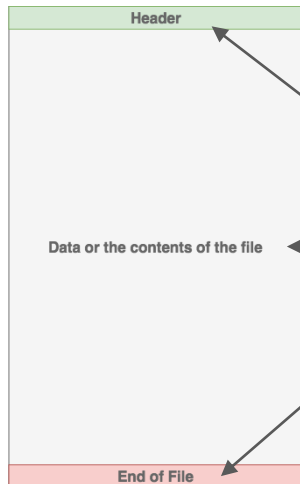 Header
Data or the contents of the file
End of File